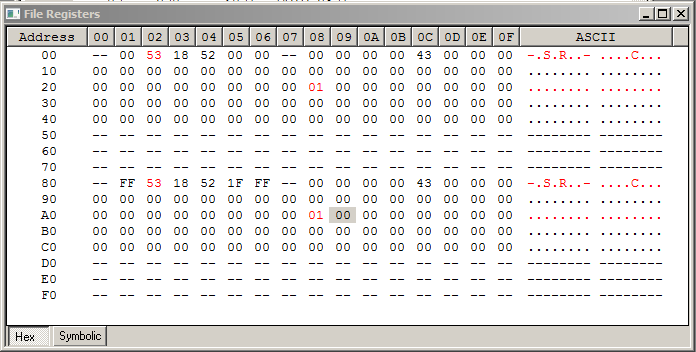 File Registers
Address 00 01 02 03 04 05 06 07 08 09 0A 0B 0C 0D 0E 0F ASCII
00 -- 00 53 18 52 00 00 -- 00 00 00 00 43 00 00 00 -.S.R..- ....C...
10 00 00 00 00 00 00 00 00 00 00 00 00 00 00 00 00 ........ ........
20 00 00 00 00 00 00 00 00 01 00 00 00 00 00 00 00 ........ ........
30 00 00 00 00 00 00 00 00 00 00 00 00 00 00 00 00 ........ ........
40 00 00 00 00 00 00 00 00 00 00 00 00 00 00 00 00 ........ ........
50 -- -- -- -- -- -- -- -- -- -- -- -- -- -- -- -- -------- --------
60 -- -- -- -- -- -- -- -- -- -- -- -- -- -- -- -- -------- --------
70 -- -- -- -- -- -- -- -- -- -- -- -- -- -- -- -- -------- --------
80 -- FF 53 18 52 1F FF -- 00 00 00 00 43 00 00 00 -.S.R..- ....C...
90 00 00 00 00 00 00 00 00 00 00 00 00 00 00 00 00 ........ ........
A0 00 00 00 00 00 00 00 00 01 00 00 00 00 00 00 00 ........ ........
B0 00 00 00 00 00 00 00 00 00 00 00 00 00 00 00 00 ........ ........
C0 00 00 00 00 00 00 00 00 00 00 00 00 00 00 00 00 ........ ........
D0 -- -- -- -- -- -- -- -- -- -- -- -- -- -- -- -- -------- --------
E0 -- -- -- -- -- -- -- -- -- -- -- -- -- -- -- -- -------- --------
F0 -- -- -- -- -- -- -- -- -- -- -- -- -- -- -- -- -------- --------
Hex Symbolic